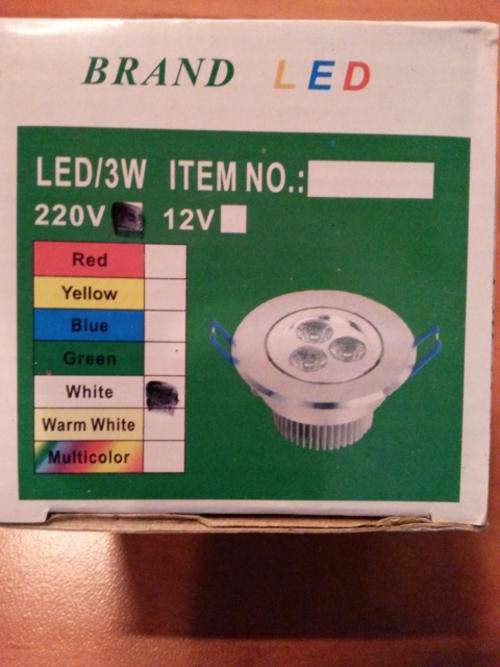 BRAND LED
LED/3W ITEM NO.:
220V 12V
Red
Yellow
Blue
Green
White
Warm White
Multicolor